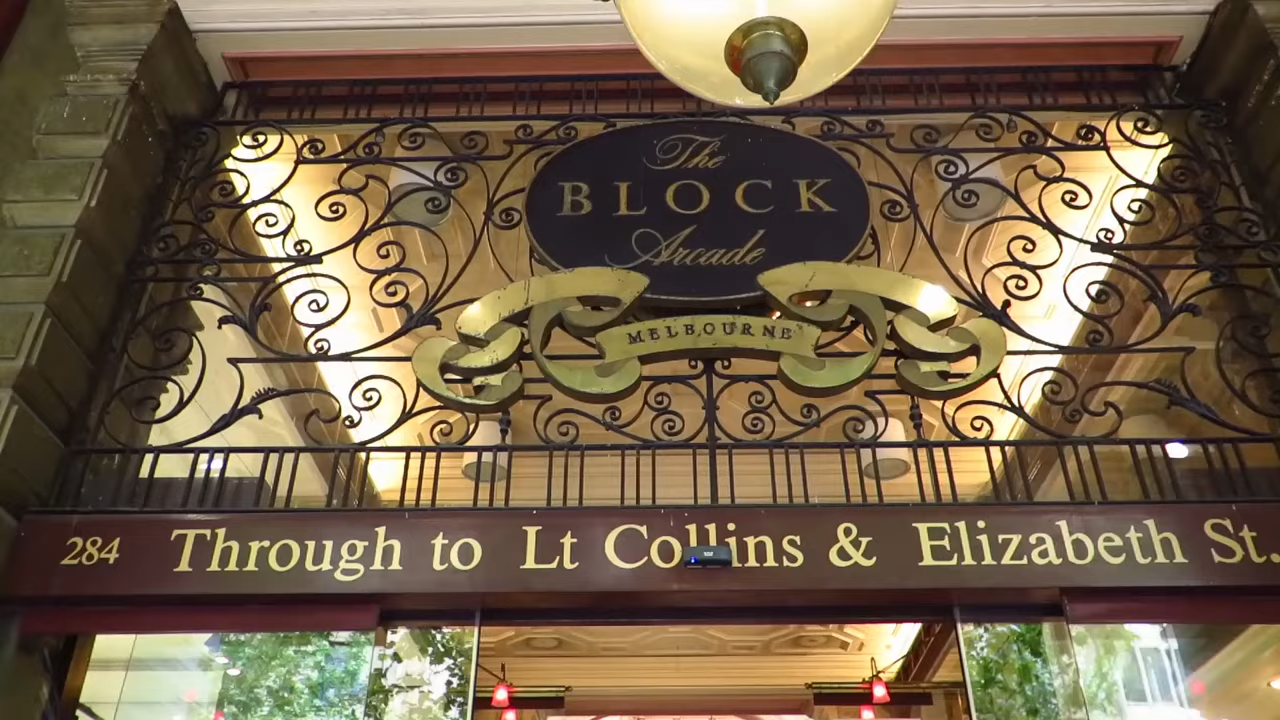 The
BLOCK
Arcade
MELBOURNE
284 Through to Lt Collins & Elizabeth St.